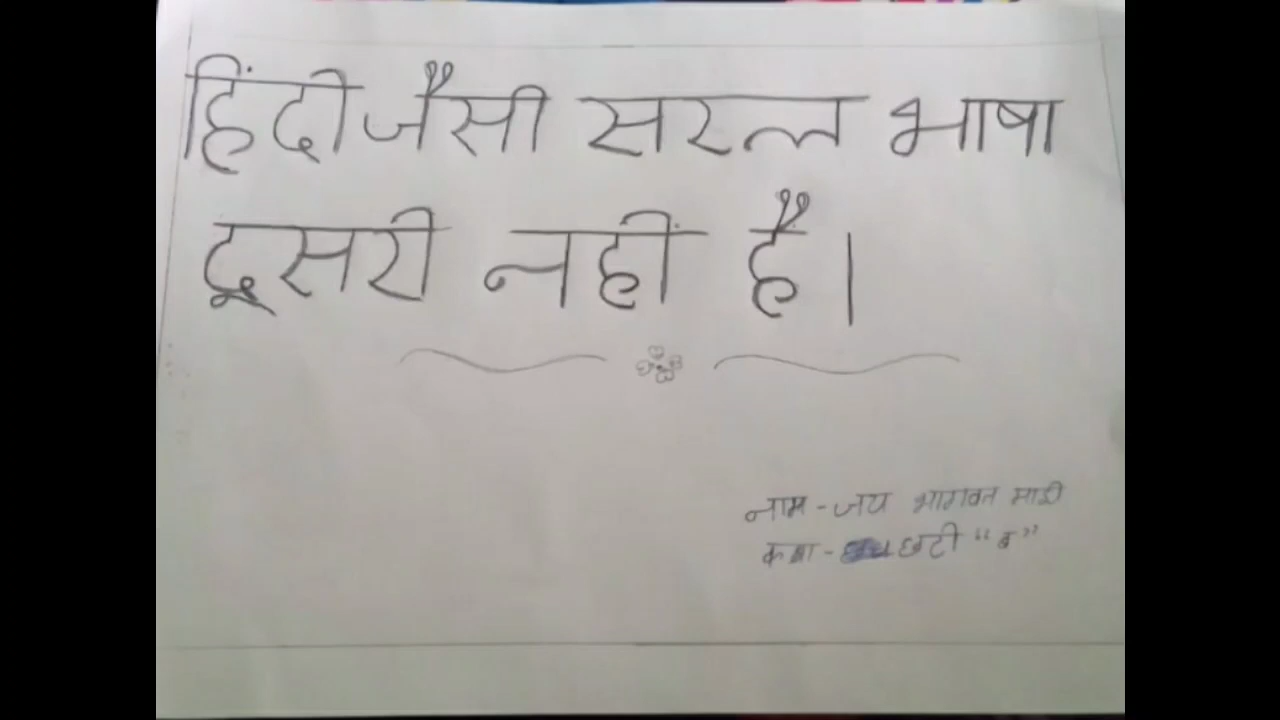 हिंदी जैसी सरल भाषा
दूसरी नहीं है।
नाम - जय भागवत माळी
कक्षा - छटी "ब"